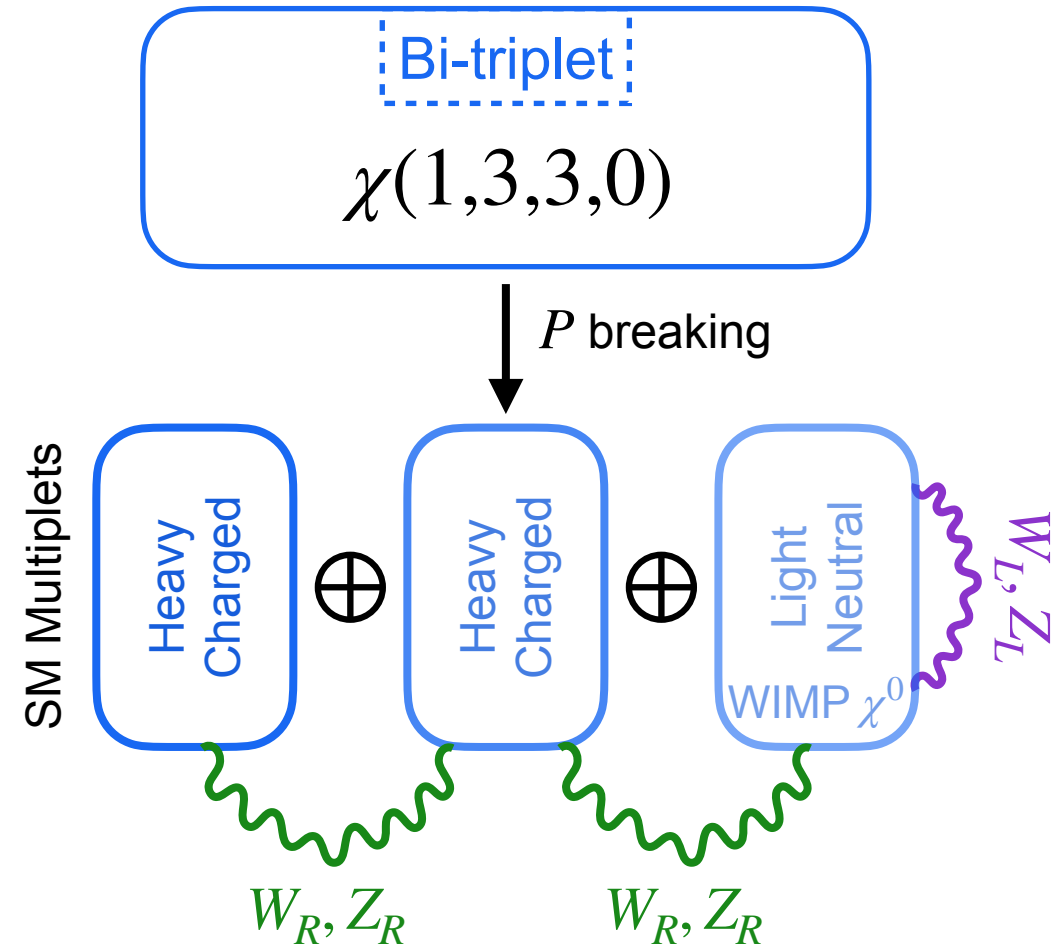 Bi-triplet
χ(1,3,3,0)
P breaking
SM Multiplets
Heavy
Charged
Heavy
Charged
Light
Neutral
WIMP χ⁰
W_L, Z_L
W_R, Z_R
W_R, Z_R